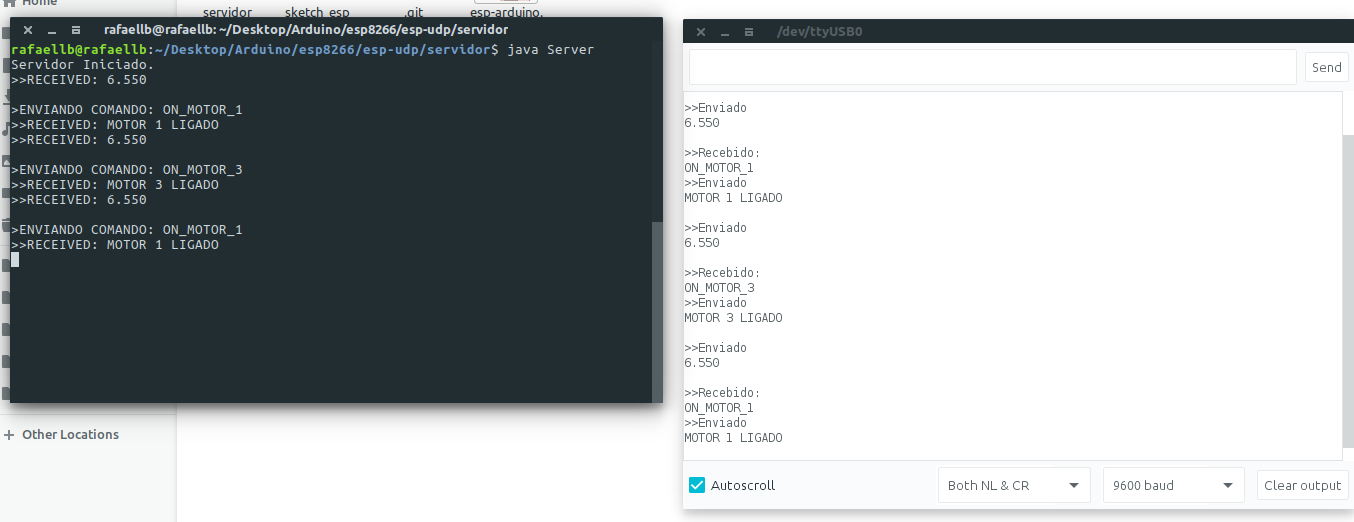 Home
servidor sketch_esp .git esp-arduino.
rafaellb@rafaellb: ~/Desktop/Arduino/esp8266/esp-udp/servidor
rafaellb@rafaellb:~/Desktop/Arduino/esp8266/esp-udp/servidor$ java Server
Servidor Iniciado.
>>RECEIVED: 6.550
>ENVIANDO COMANDO: ON_MOTOR_1
>>RECEIVED: MOTOR 1 LIGADO
>>RECEIVED: 6.550
>ENVIANDO COMANDO: ON_MOTOR_3
>>RECEIVED: MOTOR 3 LIGADO
>>RECEIVED: 6.550
>ENVIANDO COMANDO: ON_MOTOR_1
>>RECEIVED: MOTOR 1 LIGADO
Other Locations
/dev/ttyUSB0
Send
>>Enviado
6.550
>>Recebido:
ON_MOTOR_1
>>Enviado
MOTOR 1 LIGADO
>>Enviado
6.550
>>Recebido:
ON_MOTOR_3
>>Enviado
MOTOR 3 LIGADO
>>Enviado
6.550
>>Recebido:
ON_MOTOR_1
>>Enviado
MOTOR 1 LIGADO
Autoscroll
Both NL & CR
9600 baud
Clear output